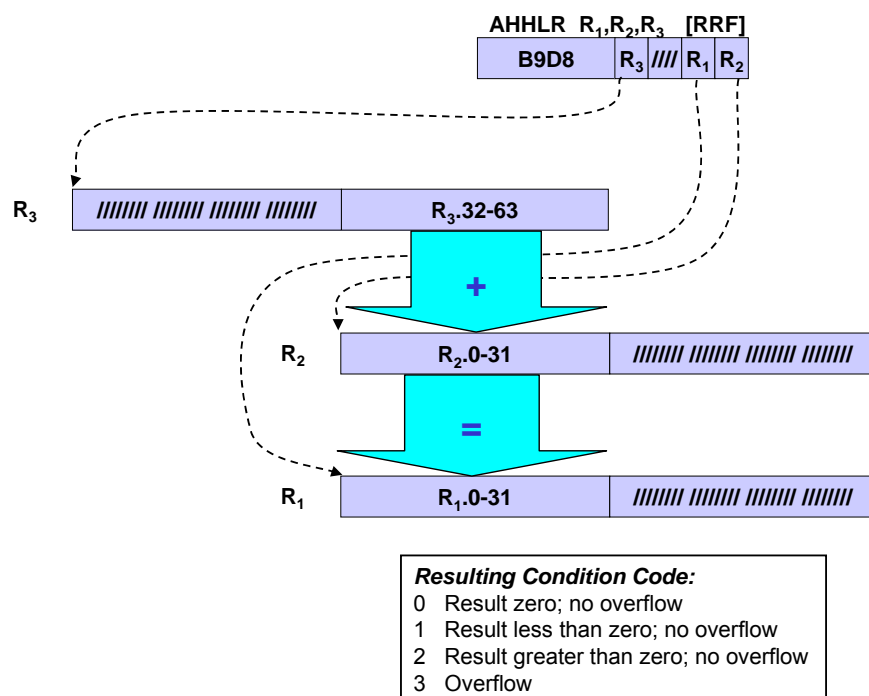 AHHLR R₁,R₂,R₃ [RRF]
B9D8 R₃ //// R₁ R₂
R₃ //////// //////// //////// //////// R₃.32-63
+
R₂ R₂.0-31 //////// //////// //////// ////////
=
R₁ R₁.0-31 //////// //////// //////// ////////
Resulting Condition Code:
0 Result zero; no overflow
1 Result less than zero; no overflow
2 Result greater than zero; no overflow
3 Overflow